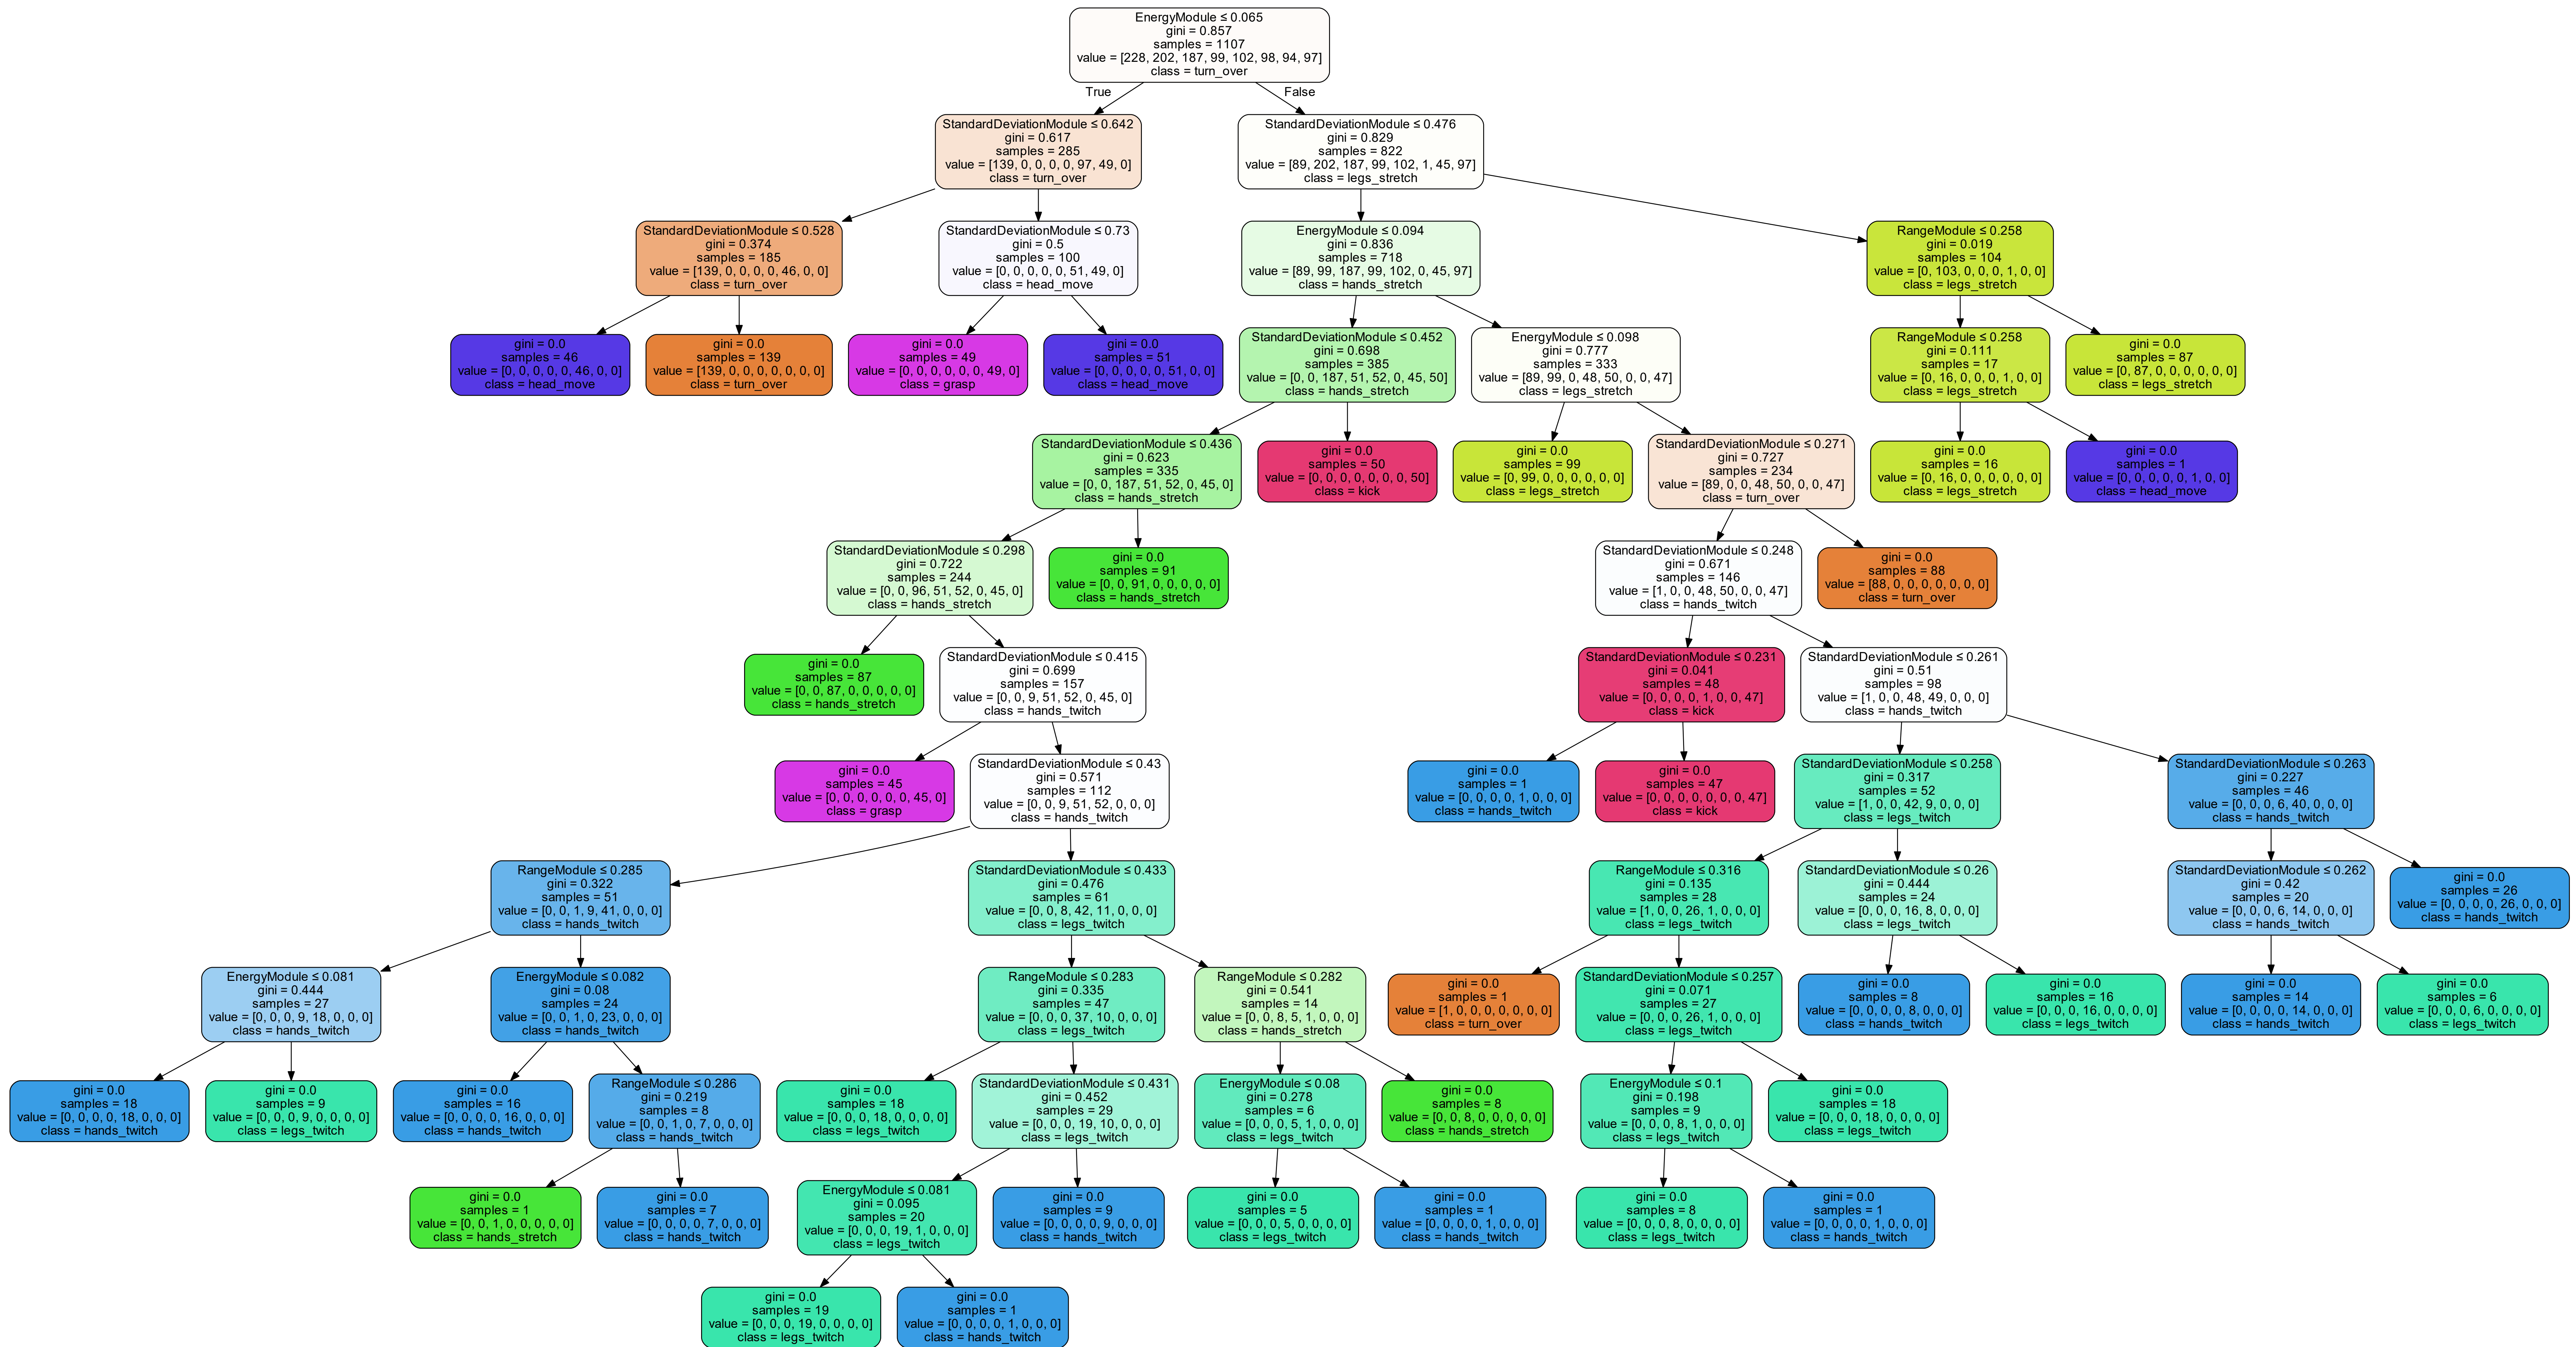 EnergyModule ≤ 0.065
gini = 0.857
samples = 1107
value = [228, 202, 187, 99, 102, 98, 94, 97]
class = turn_over
True
False
StandardDeviationModule ≤ 0.642
gini = 0.617
samples = 285
value = [139, 0, 0, 0, 0, 97, 49, 0]
class = turn_over
StandardDeviationModule ≤ 0.476
gini = 0.829
samples = 822
value = [89, 202, 187, 99, 102, 1, 45, 97]
class = legs_stretch
StandardDeviationModule ≤ 0.528
gini = 0.374
samples = 185
value = [139, 0, 0, 0, 0, 46, 0, 0]
class = turn_over
StandardDeviationModule ≤ 0.73
gini = 0.5
samples = 100
value = [0, 0, 0, 0, 0, 51, 49, 0]
class = head_move
EnergyModule ≤ 0.094
gini = 0.836
samples = 718
value = [89, 99, 187, 99, 102, 0, 45, 97]
class = hands_stretch
RangeModule ≤ 0.258
gini = 0.019
samples = 104
value = [0, 103, 0, 0, 0, 1, 0, 0]
class = legs_stretch
gini = 0.0
samples = 46
value = [0, 0, 0, 0, 0, 46, 0, 0]
class = head_move
gini = 0.0
samples = 139
value = [139, 0, 0, 0, 0, 0, 0, 0]
class = turn_over
gini = 0.0
samples = 49
value = [0, 0, 0, 0, 0, 0, 49, 0]
class = grasp
gini = 0.0
samples = 51
value = [0, 0, 0, 0, 0, 51, 0, 0]
class = head_move
StandardDeviationModule ≤ 0.452
gini = 0.698
samples = 385
value = [0, 0, 187, 51, 52, 0, 45, 50]
class = hands_stretch
EnergyModule ≤ 0.098
gini = 0.777
samples = 333
value = [89, 99, 0, 48, 50, 0, 0, 47]
class = legs_stretch
RangeModule ≤ 0.258
gini = 0.111
samples = 17
value = [0, 16, 0, 0, 0, 1, 0, 0]
class = legs_stretch
gini = 0.0
samples = 87
value = [0, 87, 0, 0, 0, 0, 0, 0]
class = legs_stretch
StandardDeviationModule ≤ 0.436
gini = 0.623
samples = 335
value = [0, 0, 187, 51, 52, 0, 45, 0]
class = hands_stretch
gini = 0.0
samples = 50
value = [0, 0, 0, 0, 0, 0, 0, 50]
class = kick
gini = 0.0
samples = 99
value = [0, 99, 0, 0, 0, 0, 0, 0]
class = legs_stretch
StandardDeviationModule ≤ 0.271
gini = 0.727
samples = 234
value = [89, 0, 0, 48, 50, 0, 0, 47]
class = turn_over
gini = 0.0
samples = 16
value = [0, 16, 0, 0, 0, 0, 0, 0]
class = legs_stretch
gini = 0.0
samples = 1
value = [0, 0, 0, 0, 0, 1, 0, 0]
class = head_move
StandardDeviationModule ≤ 0.298
gini = 0.722
samples = 244
value = [0, 0, 96, 51, 52, 0, 45, 0]
class = hands_stretch
gini = 0.0
samples = 91
value = [0, 0, 91, 0, 0, 0, 0, 0]
class = hands_stretch
StandardDeviationModule ≤ 0.248
gini = 0.671
samples = 146
value = [1, 0, 0, 48, 50, 0, 0, 47]
class = hands_twitch
gini = 0.0
samples = 88
value = [88, 0, 0, 0, 0, 0, 0, 0]
class = turn_over
gini = 0.0
samples = 87
value = [0, 0, 87, 0, 0, 0, 0, 0]
class = hands_stretch
StandardDeviationModule ≤ 0.415
gini = 0.699
samples = 157
value = [0, 0, 9, 51, 52, 0, 45, 0]
class = hands_twitch
StandardDeviationModule ≤ 0.231
gini = 0.041
samples = 48
value = [0, 0, 0, 0, 1, 0, 0, 47]
class = kick
StandardDeviationModule ≤ 0.261
gini = 0.51
samples = 98
value = [1, 0, 0, 48, 49, 0, 0, 0]
class = hands_twitch
gini = 0.0
samples = 45
value = [0, 0, 0, 0, 0, 0, 45, 0]
class = grasp
StandardDeviationModule ≤ 0.43
gini = 0.571
samples = 112
value = [0, 0, 9, 51, 52, 0, 0, 0]
class = hands_twitch
gini = 0.0
samples = 1
value = [0, 0, 0, 0, 1, 0, 0, 0]
class = hands_twitch
gini = 0.0
samples = 47
value = [0, 0, 0, 0, 0, 0, 0, 47]
class = kick
StandardDeviationModule ≤ 0.258
gini = 0.317
samples = 52
value = [1, 0, 0, 42, 9, 0, 0, 0]
class = legs_twitch
StandardDeviationModule ≤ 0.263
gini = 0.227
samples = 46
value = [0, 0, 0, 6, 40, 0, 0, 0]
class = hands_twitch
RangeModule ≤ 0.285
gini = 0.322
samples = 51
value = [0, 0, 1, 9, 41, 0, 0, 0]
class = hands_twitch
StandardDeviationModule ≤ 0.433
gini = 0.476
samples = 61
value = [0, 0, 8, 42, 11, 0, 0, 0]
class = legs_twitch
RangeModule ≤ 0.316
gini = 0.135
samples = 28
value = [1, 0, 0, 26, 1, 0, 0, 0]
class = legs_twitch
StandardDeviationModule ≤ 0.26
gini = 0.444
samples = 24
value = [0, 0, 0, 16, 8, 0, 0, 0]
class = legs_twitch
StandardDeviationModule ≤ 0.262
gini = 0.42
samples = 20
value = [0, 0, 0, 6, 14, 0, 0, 0]
class = hands_twitch
gini = 0.0
samples = 26
value = [0, 0, 0, 0, 26, 0, 0, 0]
class = hands_twitch
EnergyModule ≤ 0.081
gini = 0.444
samples = 27
value = [0, 0, 0, 9, 18, 0, 0, 0]
class = hands_twitch
EnergyModule ≤ 0.082
gini = 0.08
samples = 24
value = [0, 0, 1, 0, 23, 0, 0, 0]
class = hands_twitch
RangeModule ≤ 0.283
gini = 0.335
samples = 47
value = [0, 0, 0, 37, 10, 0, 0, 0]
class = legs_twitch
RangeModule ≤ 0.282
gini = 0.541
samples = 14
value = [0, 0, 8, 5, 1, 0, 0, 0]
class = hands_stretch
gini = 0.0
samples = 1
value = [1, 0, 0, 0, 0, 0, 0, 0]
class = turn_over
StandardDeviationModule ≤ 0.257
gini = 0.071
samples = 27
value = [0, 0, 0, 26, 1, 0, 0, 0]
class = legs_twitch
gini = 0.0
samples = 8
value = [0, 0, 0, 0, 8, 0, 0, 0]
class = hands_twitch
gini = 0.0
samples = 16
value = [0, 0, 0, 16, 0, 0, 0, 0]
class = legs_twitch
gini = 0.0
samples = 14
value = [0, 0, 0, 0, 14, 0, 0, 0]
class = hands_twitch
gini = 0.0
samples = 6
value = [0, 0, 0, 6, 0, 0, 0, 0]
class = legs_twitch
gini = 0.0
samples = 18
value = [0, 0, 0, 0, 18, 0, 0, 0]
class = hands_twitch
gini = 0.0
samples = 9
value = [0, 0, 0, 9, 0, 0, 0, 0]
class = legs_twitch
gini = 0.0
samples = 16
value = [0, 0, 0, 0, 16, 0, 0, 0]
class = hands_twitch
RangeModule ≤ 0.286
gini = 0.219
samples = 8
value = [0, 0, 1, 0, 7, 0, 0, 0]
class = hands_twitch
gini = 0.0
samples = 18
value = [0, 0, 0, 18, 0, 0, 0, 0]
class = legs_twitch
StandardDeviationModule ≤ 0.431
gini = 0.452
samples = 29
value = [0, 0, 0, 19, 10, 0, 0, 0]
class = legs_twitch
EnergyModule ≤ 0.08
gini = 0.278
samples = 6
value = [0, 0, 0, 5, 1, 0, 0, 0]
class = legs_twitch
gini = 0.0
samples = 8
value = [0, 0, 8, 0, 0, 0, 0, 0]
class = hands_stretch
EnergyModule ≤ 0.1
gini = 0.198
samples = 9
value = [0, 0, 0, 8, 1, 0, 0, 0]
class = legs_twitch
gini = 0.0
samples = 18
value = [0, 0, 0, 18, 0, 0, 0, 0]
class = legs_twitch
gini = 0.0
samples = 1
value = [0, 0, 1, 0, 0, 0, 0, 0]
class = hands_stretch
gini = 0.0
samples = 7
value = [0, 0, 0, 0, 7, 0, 0, 0]
class = hands_twitch
EnergyModule ≤ 0.081
gini = 0.095
samples = 20
value = [0, 0, 0, 19, 1, 0, 0, 0]
class = legs_twitch
gini = 0.0
samples = 9
value = [0, 0, 0, 0, 9, 0, 0, 0]
class = hands_twitch
gini = 0.0
samples = 5
value = [0, 0, 0, 5, 0, 0, 0, 0]
class = legs_twitch
gini = 0.0
samples = 1
value = [0, 0, 0, 0, 1, 0, 0, 0]
class = hands_twitch
gini = 0.0
samples = 8
value = [0, 0, 0, 8, 0, 0, 0, 0]
class = legs_twitch
gini = 0.0
samples = 1
value = [0, 0, 0, 0, 1, 0, 0, 0]
class = hands_twitch
gini = 0.0
samples = 19
value = [0, 0, 0, 19, 0, 0, 0, 0]
class = legs_twitch
gini = 0.0
samples = 1
value = [0, 0, 0, 0, 1, 0, 0, 0]
class = hands_twitch